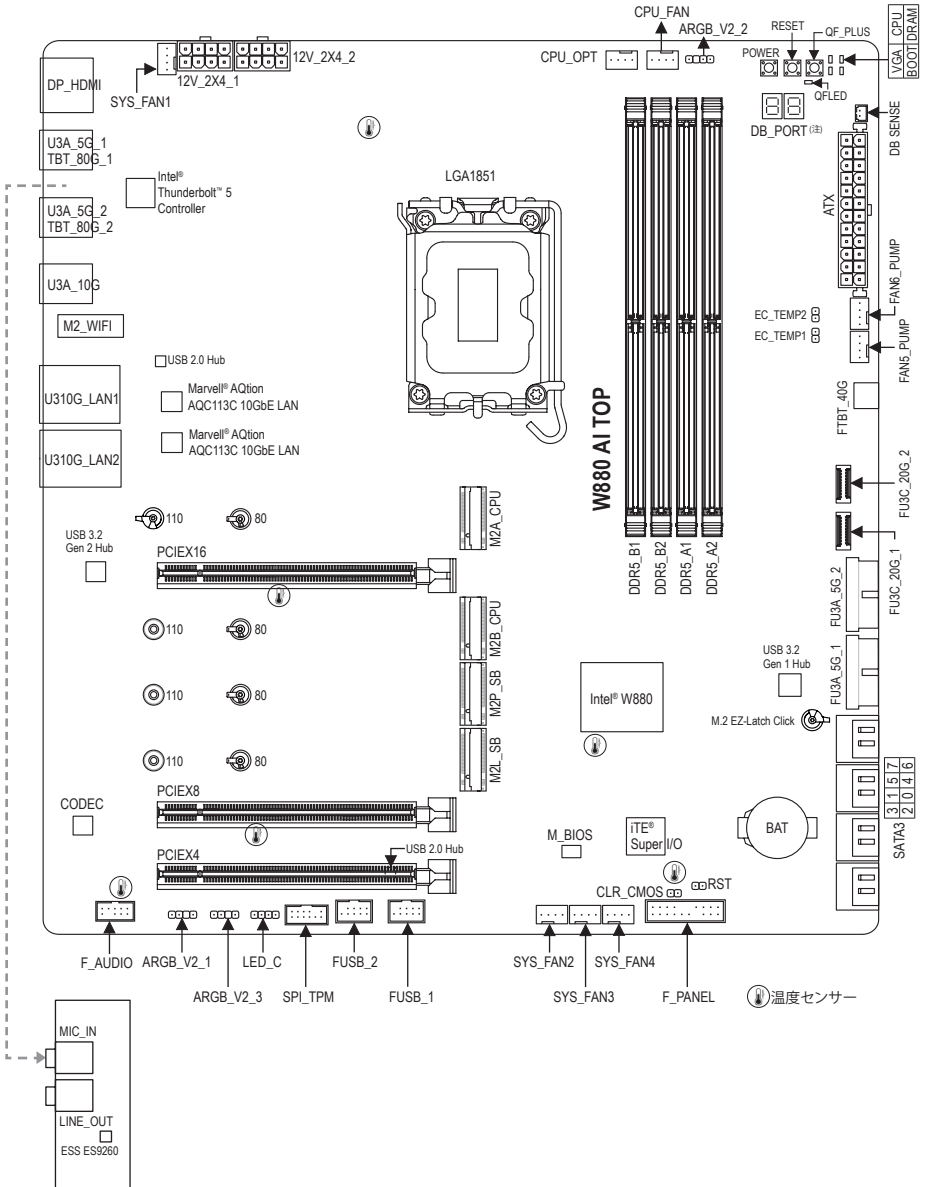 CPU_FAN
ARGB_V2_2
RESET
QF_PLUS
CPU_OPT
POWER
VGA CPU
BOOT DRAM
12V_2X4_1
12V_2X4_2
DP_HDMI
SYS_FAN1
QFLED
88
DB_PORT(注)
DB SENSE
U3A_5G_1
TBT_80G_1
Intel®
Thunderbolt™ 5
Controller
LGA1851
ATX
U3A_5G_2
TBT_80G_2
U3A_10G
FAN6_PUMP
EC_TEMP2
EC_TEMP1
FAN5_PUMP
M2_WIFI
USB 2.0 Hub
U310G_LAN1
Marvell® AQtion
AQC113C 10GbE LAN
FTBT_40G
W880 AI TOP
U310G_LAN2
Marvell® AQtion
AQC113C 10GbE LAN
FU3C_20G_2
110
80
M2A_CPU
USB 3.2
Gen 2 Hub
PCIEX16
DDR5_B1
DDR5_B2
DDR5_A1
DDR5_A2
FU3C_20G_1
FU3A_5G_2
110
80
M2B_CPU
USB 3.2
Gen 1 Hub
FU3A_5G_1
110
80
M2P_SB
Intel® W880
M.2 EZ-Latch Click
110
80
M2L_SB
3 1 5 7
2 0 4 6
SATA3
CODEC
PCIEX8
M_BIOS
iTE®
Super I/O
BAT
PCIEX4
USB 2.0 Hub
CLR_CMOS
RST
F_AUDIO
ARGB_V2_1
LED_C
FUSB_2
SYS_FAN2
SYS_FAN4
ARGB_V2_3
SPI_TPM
FUSB_1
SYS_FAN3
F_PANEL
温度センサー
MIC_IN
LINE_OUT
ESS ES9260